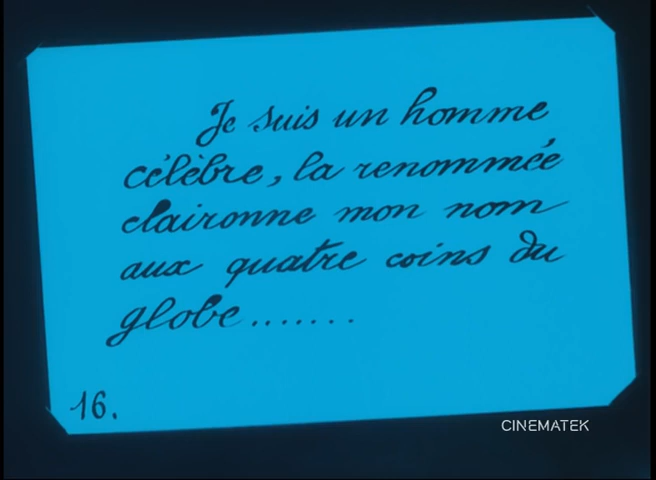 Je suis un homme
célèbre, la renommée
claironne mon nom
aux quatre coins du
globe.......
16.
CINEMATEK